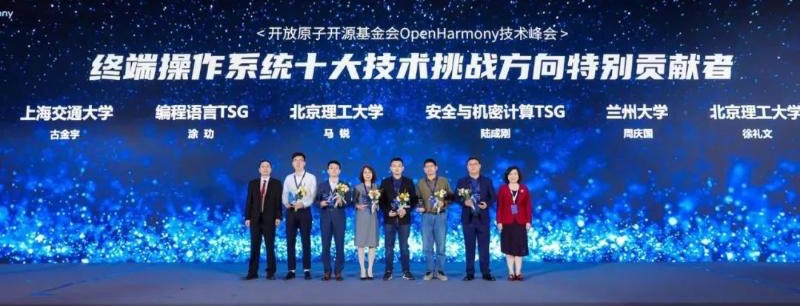 ony
<开放原子开源基金会OpenHarmony技术峰会>
终端操作系统十大技术挑战方向特别贡献者
上海交通大学 编程语言TSG 北京理工大学 安全与机密计算TSG 兰州大学 北京理工大学
古金宇 涂功 马锐 陆成刚 周庆国 徐礼文